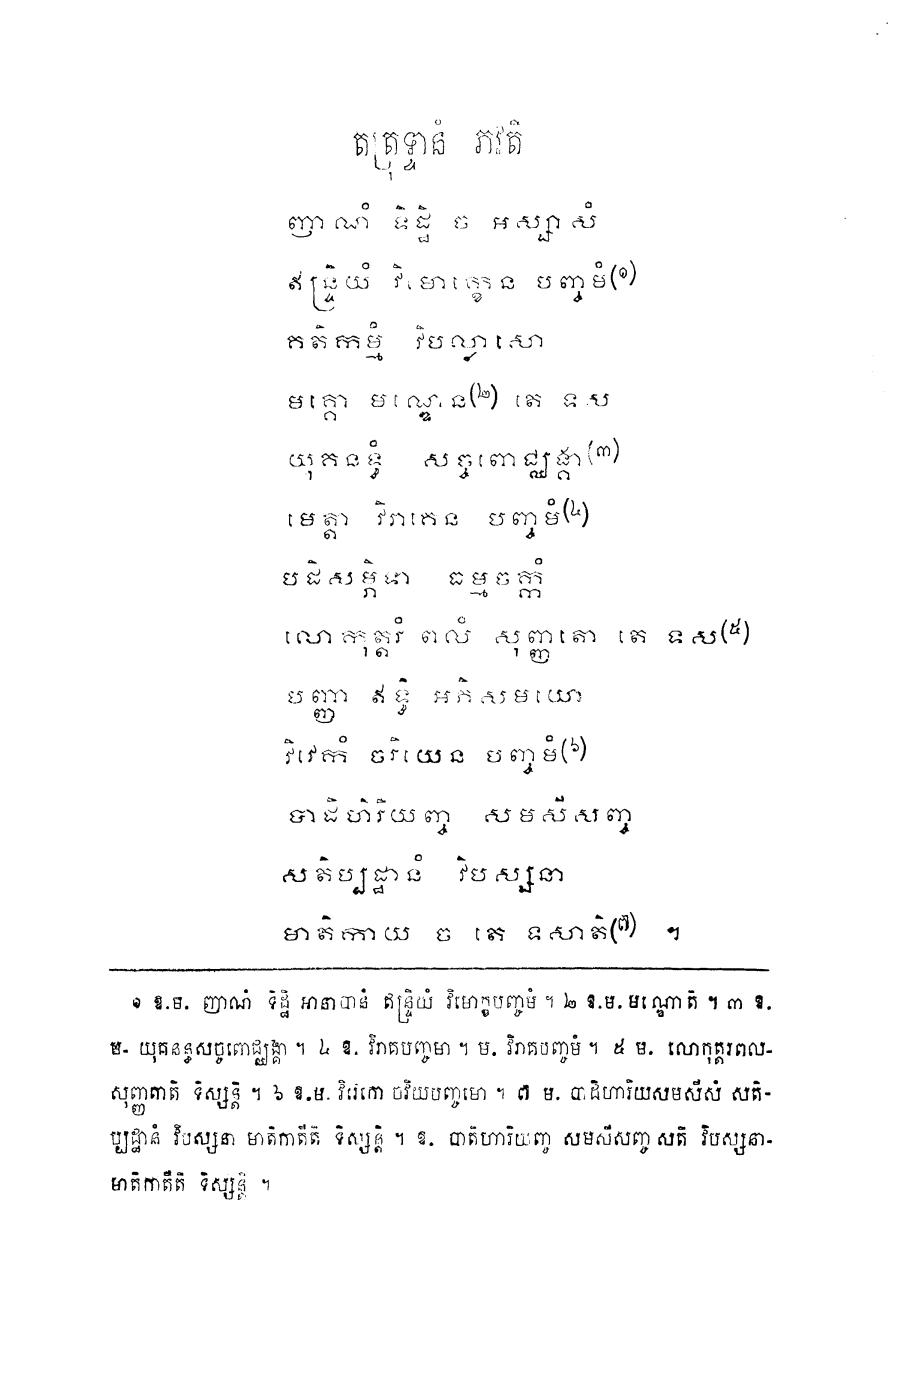 តត្រុទ្ទានំ ភវតិ
ញាណំ ទិដ្ឋិ ច អស្សាសំ
ឥន្ទ្រិយំ វិមោក្ខេន បញ្ចមំ(១)
គតិកម្មំ វិបល្លាសោ
មគ្គោ មណ្ឌេន(២) តេ ទស
យុគនន្ធំ សច្ចពោជ្ឈង្គា(៣)
មេត្តា វិរាគេន បញ្ចមំ(៤)
បដិសម្ភិទា ធម្មចក្កំ
លោកុត្តរំ ពលំ សុញ្ញតោ តេ ទស(៥)
បញ្ញា ឥទ្ធិ អភិសមយោ
វិវេកំ ចរិយេន បញ្ចមំ(៦)
បាដិហិរិយញ្ច សមសីសញ្ច
សតិប្បដ្ឋានំ វិបស្សនា
មាតិកាយ ច តេ ទសាតិ(៧) ។
១ ឱ.ម. ញាណំ ទិដ្ឋិ អានាបានំ ឥន្ទ្រិយំ វិមោក្ខបញ្ចមំ ។ ២ ឱ.ម. មណ្ឌោតិ ។ ៣ ឱ.
ម. យុគនន្ធសច្ចពោជ្ឈង្គា ។ ៤ ឱ. វិរាគបញ្ចមា ។ ម. វិរាគបញ្ចមំ ។ ៥ ម. លោកុត្តរពល-
សុញ្ញតាតិ ទិស្សន្តិ ។ ៦ ឱ.ម. វិវេកោ ចរិយបញ្ចមោ ។ ៧ ម. បាដិហារិយសមសីសំ សតិ-
ប្បដ្ឋានំ វិបស្សនា មាតិកាតីតិ ទិស្សន្តិ ។ ឱ. បាតិហារិយញ្ច សមសីសញ្ច សតិ វិបស្សនា-
មាតិកាតីតិ ទិស្សន្តិ ។